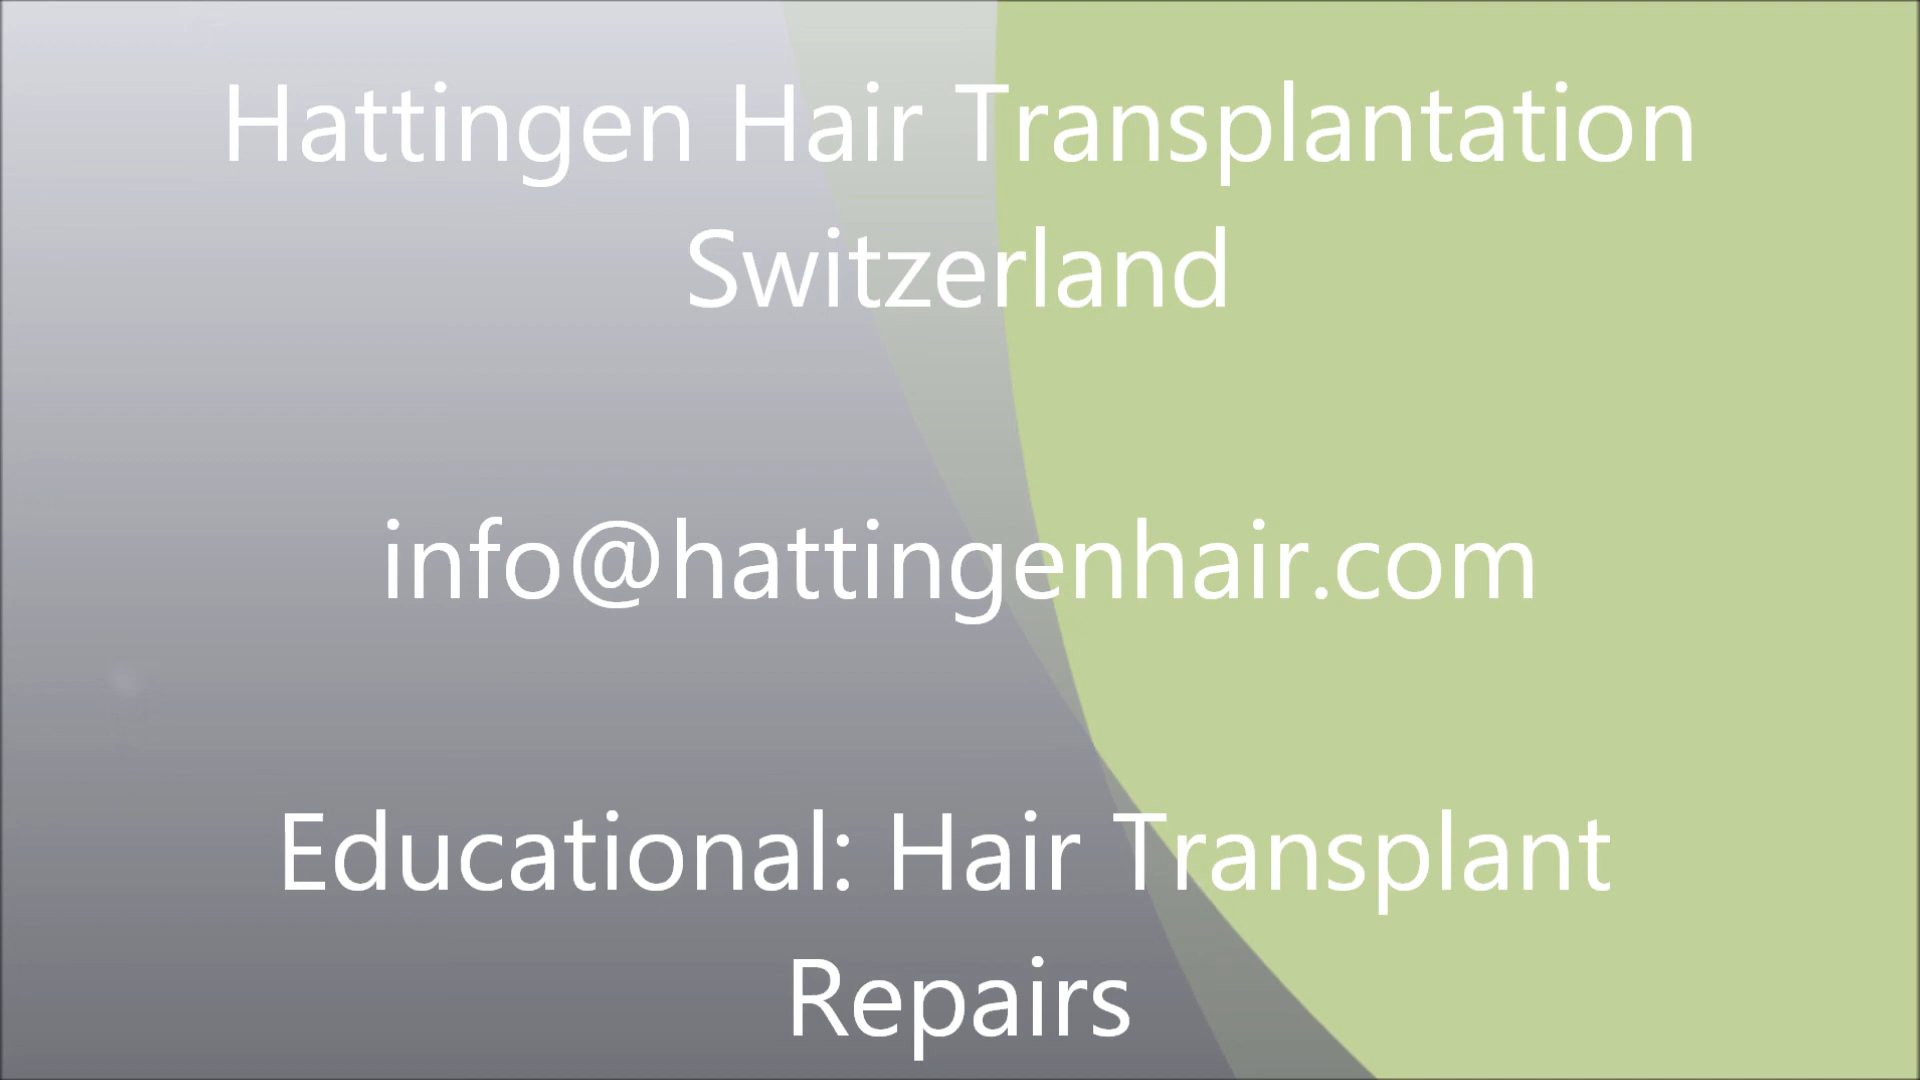 Hattingen Hair Transplantation
Switzerland
info@hattingenhair.com
Educational: Hair Transplant
Repairs